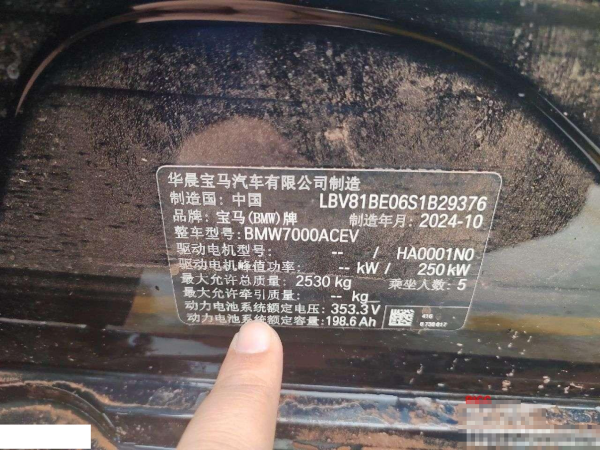 华晨宝马汽车有限公司制造
制造国: 中国 LBV81BE06S1B29376
品牌: 宝马(BMW)牌 制造年月: 2024-10
整车型号: BMW7000ACEV
驱动电机型号: -- / HA0001N0
驱动电机峰值功率: -- kW / 250 kW
最大允许总质量: 2530 kg 乘坐人数: 5
最大允许牵引质量: -- kg
动力电池系统额定电压: 353.3V
动力电池系统额定容量: 198.6Ah